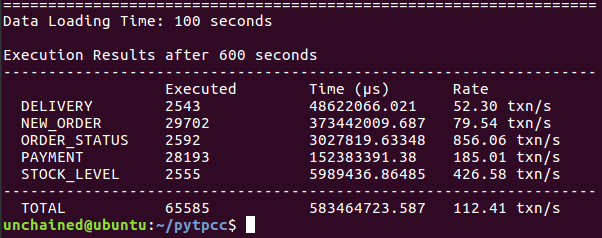 ==================================================================
Data Loading Time: 100 seconds
Execution Results after 600 seconds
------------------------------------------------------------------
Executed Time (µs) Rate
DELIVERY 2543 48622066.021 52.30 txn/s
NEW_ORDER 29702 373442009.687 79.54 txn/s
ORDER_STATUS 2592 3027819.63348 856.06 txn/s
PAYMENT 28193 152383391.38 185.01 txn/s
STOCK_LEVEL 2555 5989436.86485 426.58 txn/s
------------------------------------------------------------------
TOTAL 65585 583464723.587 112.41 txn/s
unchained@ubuntu:~/pytpcc$